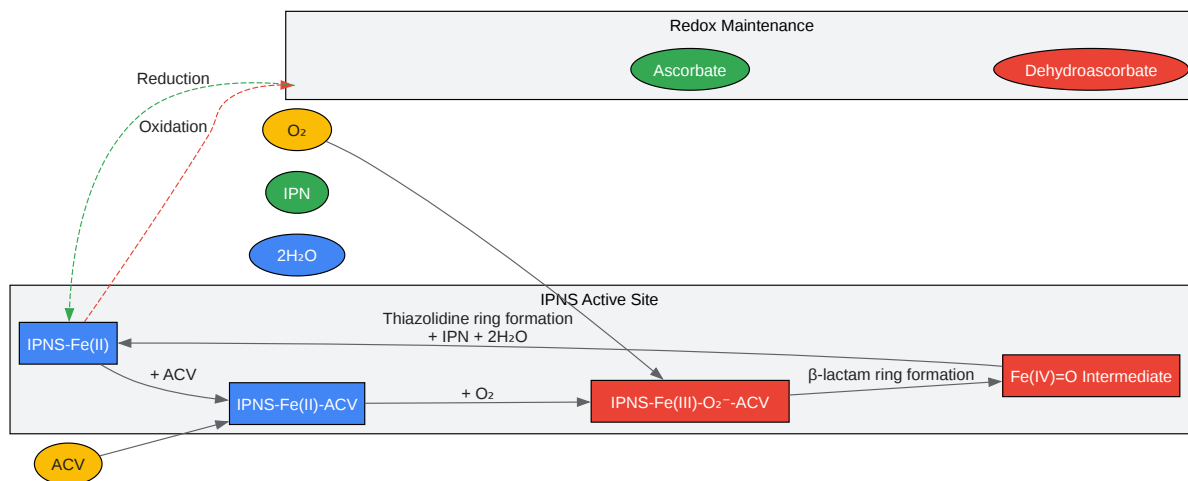 Redox Maintenance
Ascorbate
Dehydroascorbate
Reduction
Oxidation
O₂
IPN
2H₂O
IPNS Active Site
Thiazolidine ring formation
+ IPN + 2H₂O
IPNS-Fe(II)
+ ACV
IPNS-Fe(II)-ACV
+ O₂
IPNS-Fe(III)-O₂⁻-ACV
β-lactam ring formation
Fe(IV)=O Intermediate
ACV